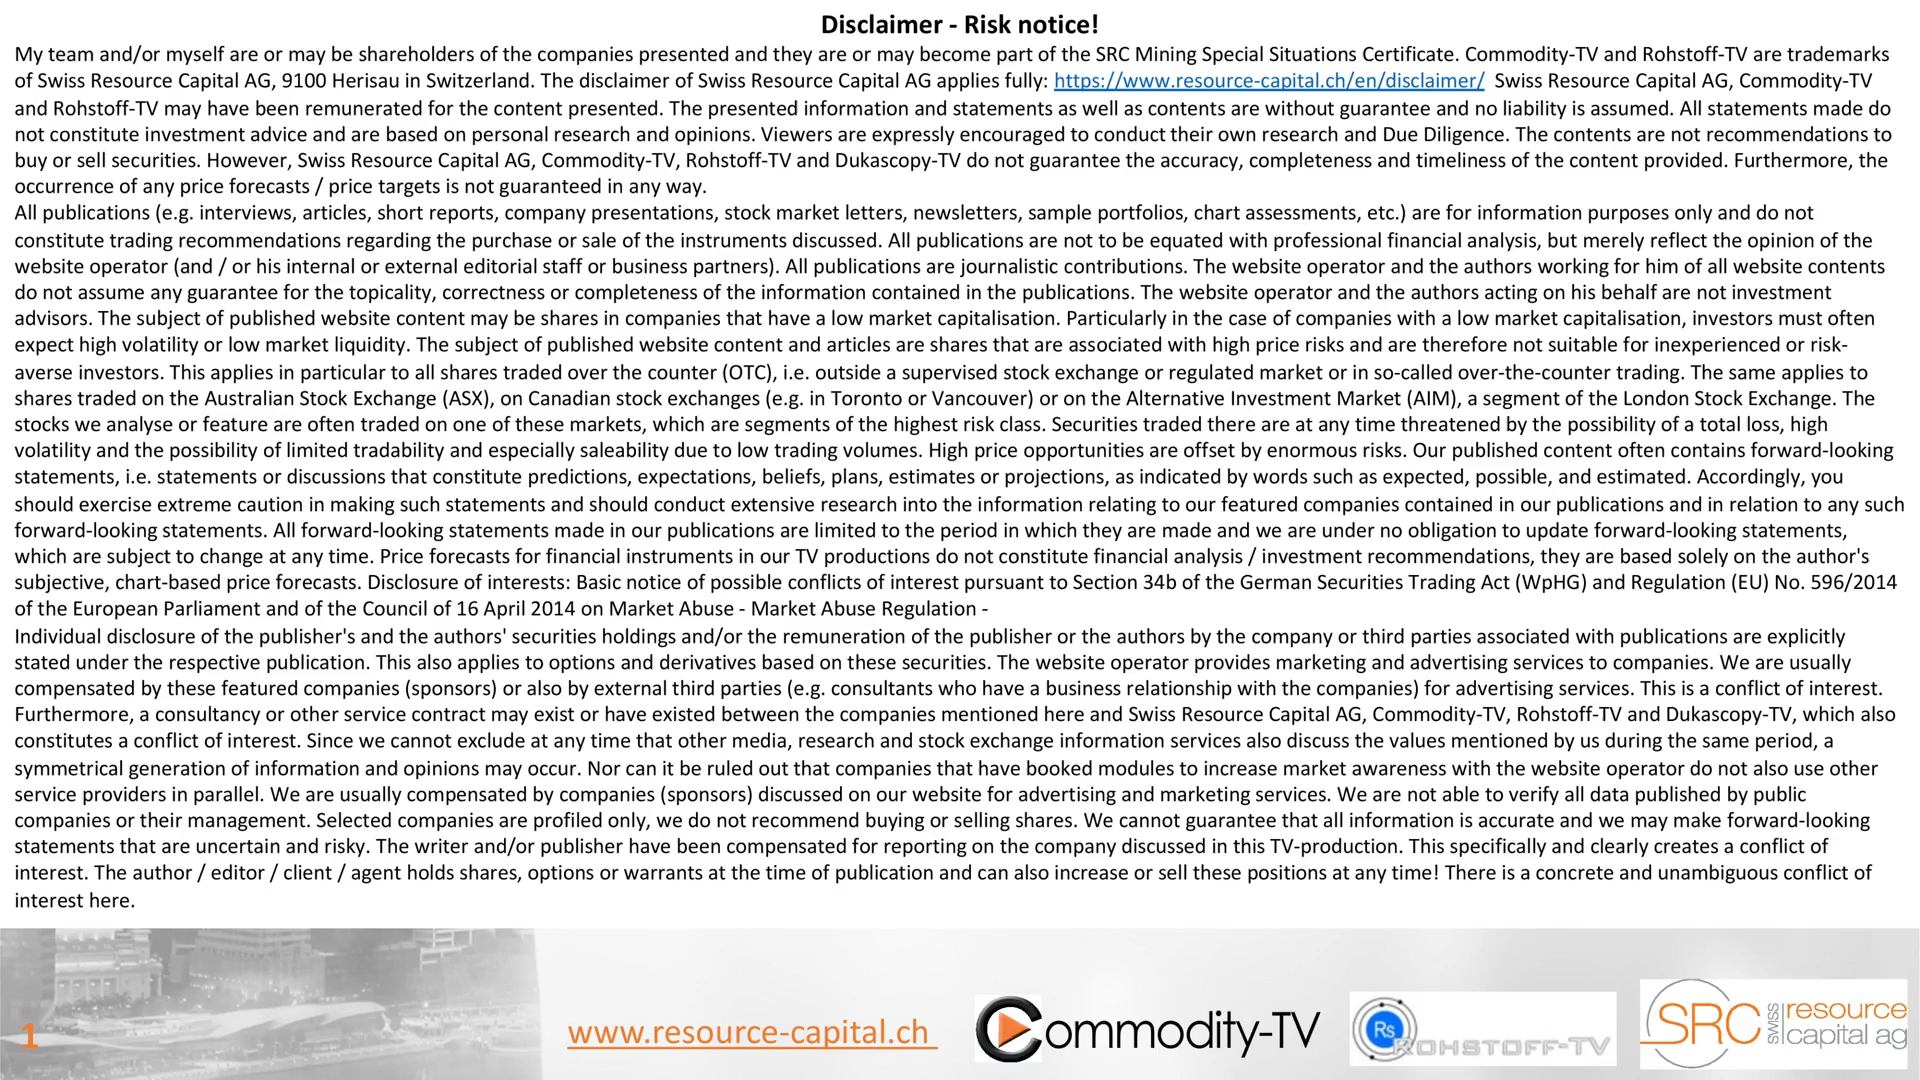 Disclaimer - Risk notice!
My team and/or myself are or may be shareholders of the companies presented and they are or may become part of the SRC Mining Special Situations Certificate. Commodity-TV and Rohstoff-TV are trademarks
of Swiss Resource Capital AG, 9100 Herisau in Switzerland. The disclaimer of Swiss Resource Capital AG applies fully: https://www.resource-capital.ch/en/disclaimer/ Swiss Resource Capital AG, Commodity-TV
and Rohstoff-TV may have been remunerated for the content presented. The presented information and statements as well as contents are without guarantee and no liability is assumed. All statements made do
not constitute investment advice and are based on personal research and opinions. Viewers are expressly encouraged to conduct their own research and Due Diligence. The contents are not recommendations to
buy or sell securities. However, Swiss Resource Capital AG, Commodity-TV, Rohstoff-TV and Dukascopy-TV do not guarantee the accuracy, completeness and timeliness of the content provided. Furthermore, the
occurrence of any price forecasts / price targets is not guaranteed in any way.
All publications (e.g. interviews, articles, short reports, company presentations, stock market letters, newsletters, sample portfolios, chart assessments, etc.) are for information purposes only and do not
constitute trading recommendations regarding the purchase or sale of the instruments discussed. All publications are not to be equated with professional financial analysis, but merely reflect the opinion of the
website operator (and / or his internal or external editorial staff or business partners). All publications are journalistic contributions. The website operator and the authors working for him of all website contents
do not assume any guarantee for the topicality, correctness or completeness of the information contained in the publications. The website operator and the authors acting on his behalf are not investment
advisors. The subject of published website content may be shares in companies that have a low market capitalisation. Particularly in the case of companies with a low market capitalisation, investors must often
expect high volatility or low market liquidity. The subject of published website content and articles are shares that are associated with high price risks and are therefore not suitable for inexperienced or risk-
averse investors. This applies in particular to all shares traded over the counter (OTC), i.e. outside a supervised stock exchange or regulated market or in so-called over-the-counter trading. The same applies to
shares traded on the Australian Stock Exchange (ASX), on Canadian stock exchanges (e.g. in Toronto or Vancouver) or on the Alternative Investment Market (AIM), a segment of the London Stock Exchange. The
stocks we analyse or feature are often traded on one of these markets, which are segments of the highest risk class. Securities traded there are at any time threatened by the possibility of a total loss, high
volatility and the possibility of limited tradability and especially saleability due to low trading volumes. High price opportunities are offset by enormous risks. Our published content often contains forward-looking
statements, i.e. statements or discussions that constitute predictions, expectations, beliefs, plans, estimates or projections, as indicated by words such as expected, possible, and estimated. Accordingly, you
should exercise extreme caution in making such statements and should conduct extensive research into the information relating to our featured companies contained in our publications and in relation to any such
forward-looking statements. All forward-looking statements made in our publications are limited to the period in which they are made and we are under no obligation to update forward-looking statements,
which are subject to change at any time. Price forecasts for financial instruments in our TV productions do not constitute financial analysis / investment recommendations, they are based solely on the author's
subjective, chart-based price forecasts. Disclosure of interests: Basic notice of possible conflicts of interest pursuant to Section 34b of the German Securities Trading Act (WpHG) and Regulation (EU) No. 596/2014
of the European Parliament and of the Council of 16 April 2014 on Market Abuse - Market Abuse Regulation -
Individual disclosure of the publisher's and the authors' securities holdings and/or the remuneration of the publisher or the authors by the company or third parties associated with publications are explicitly
stated under the respective publication. This also applies to options and derivatives based on these securities. The website operator provides marketing and advertising services to companies. We are usually
compensated by these featured companies (sponsors) or also by external third parties (e.g. consultants who have a business relationship with the companies) for advertising services. This is a conflict of interest.
Furthermore, a consultancy or other service contract may exist or have existed between the companies mentioned here and Swiss Resource Capital AG, Commodity-TV, Rohstoff-TV and Dukascopy-TV, which also
constitutes a conflict of interest. Since we cannot exclude at any time that other media, research and stock exchange information services also discuss the values mentioned by us during the same period, a
symmetrical generation of information and opinions may occur. Nor can it be ruled out that companies that have booked modules to increase market awareness with the website operator do not also use other
service providers in parallel. We are usually compensated by companies (sponsors) discussed on our website for advertising and marketing services. We are not able to verify all data published by public
companies or their management. Selected companies are profiled only, we do not recommend buying or selling shares. We cannot guarantee that all information is accurate and we may make forward-looking
statements that are uncertain and risky. The writer and/or publisher have been compensated for reporting on the company discussed in this TV-production. This specifically and clearly creates a conflict of
interest. The author / editor / client / agent holds shares, options or warrants at the time of publication and can also increase or sell these positions at any time! There is a concrete and unambiguous conflict of
interest here.
1
www.resource-capital.ch
Commodity-TV
Rs
ROHSTOFF-TV
SRC
SWISS
resource
capital ag